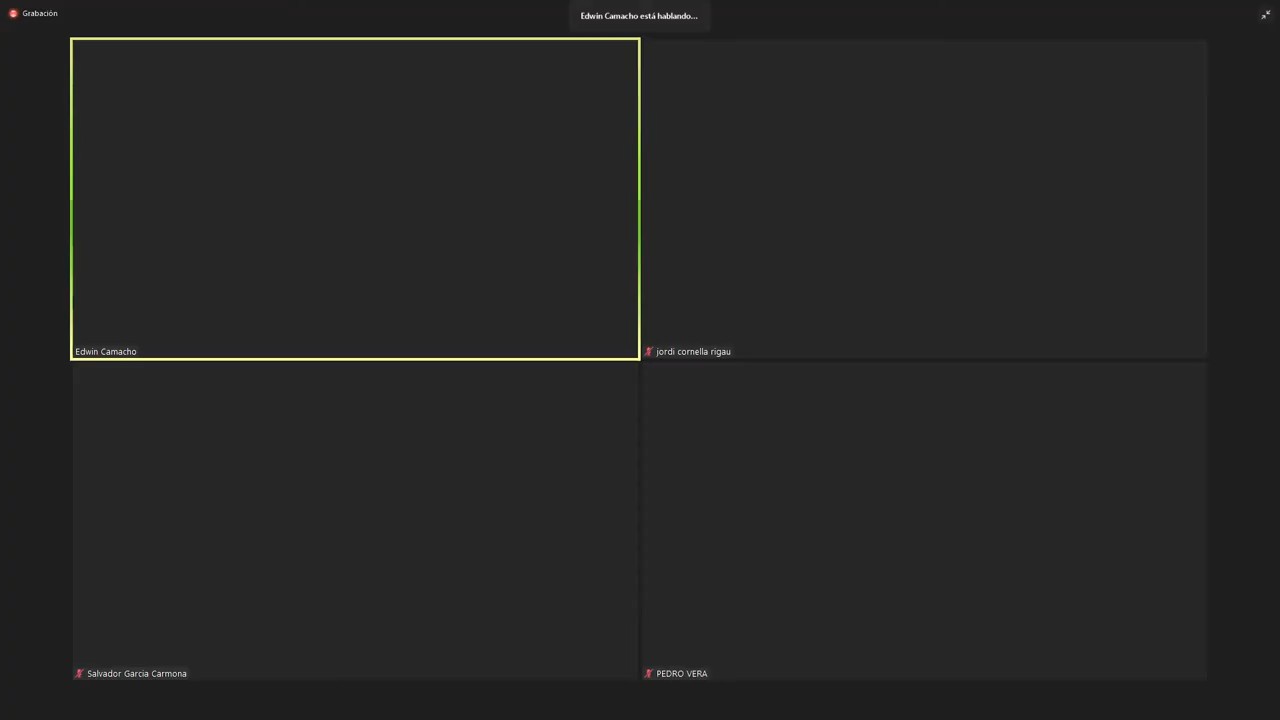 Grabación
Edwin Camacho está hablando...
Edwin Camacho
jordi cornella rigau
Salvador Garcia Carmona
PEDRO VERA